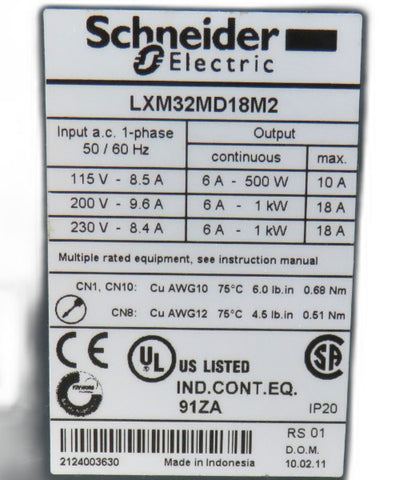 Schneider
Electric
LXM32MD18M2
Input a.c. 1-phase Output
50 / 60 Hz continuous max.
115 V - 8.5 A 6 A - 500 W 10 A
200 V - 9.6 A 6 A - 1 kW 18 A
230 V - 8.4 A 6 A - 1 kW 18 A
Multiple rated equipment, see instruction manual
CN1, CN10: Cu AWG10 75°C 6.0 lb.in 0.68 Nm
CN8: Cu AWG12 75°C 4.5 lb.in 0.51 Nm
CE UL US LISTED SA
IND.CONT.EQ.
91ZA IP20
RS 01
D.O.M.
2124003630 Made in Indonesia 10.02.11